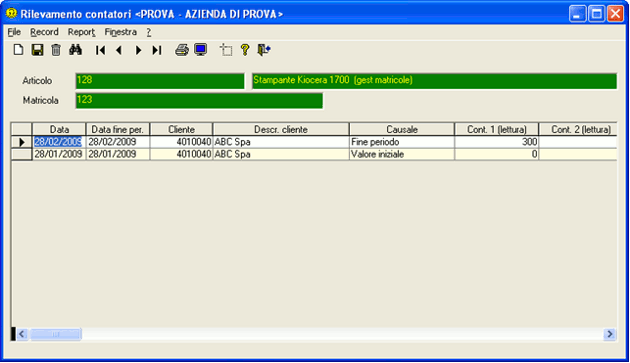 Rilevamento contatori <PROVA - AZIENDA DI PROVA>
File Record Report Finestra ?
Articolo 128 Stampante Kiocera 1700 (gest matricole)
Matricola 123
Data Data fine per. Cliente Descr. cliente Causale Cont. 1 (lettura) Cont. 2 (lettura)
28/02/2009 28/02/2009 4010040 ABC Spa Fine periodo 300
28/01/2009 28/01/2009 4010040 ABC Spa Valore iniziale 0